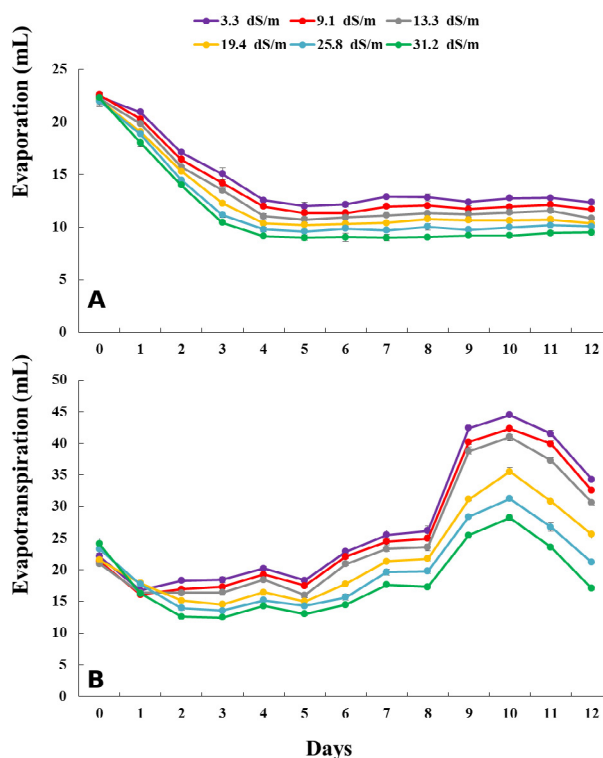 3.3 dS/m 9.1 dS/m 13.3 dS/m
19.4 dS/m 25.8 dS/m 31.2 dS/m
Evaporation (mL)
25
20
15
10
5
0
A
0 1 2 3 4 5 6 7 8 9 10 11 12
Evapotranspiration (mL)
50
45
40
35
30
25
20
15
10
5
0
B
0 1 2 3 4 5 6 7 8 9 10 11 12
Days